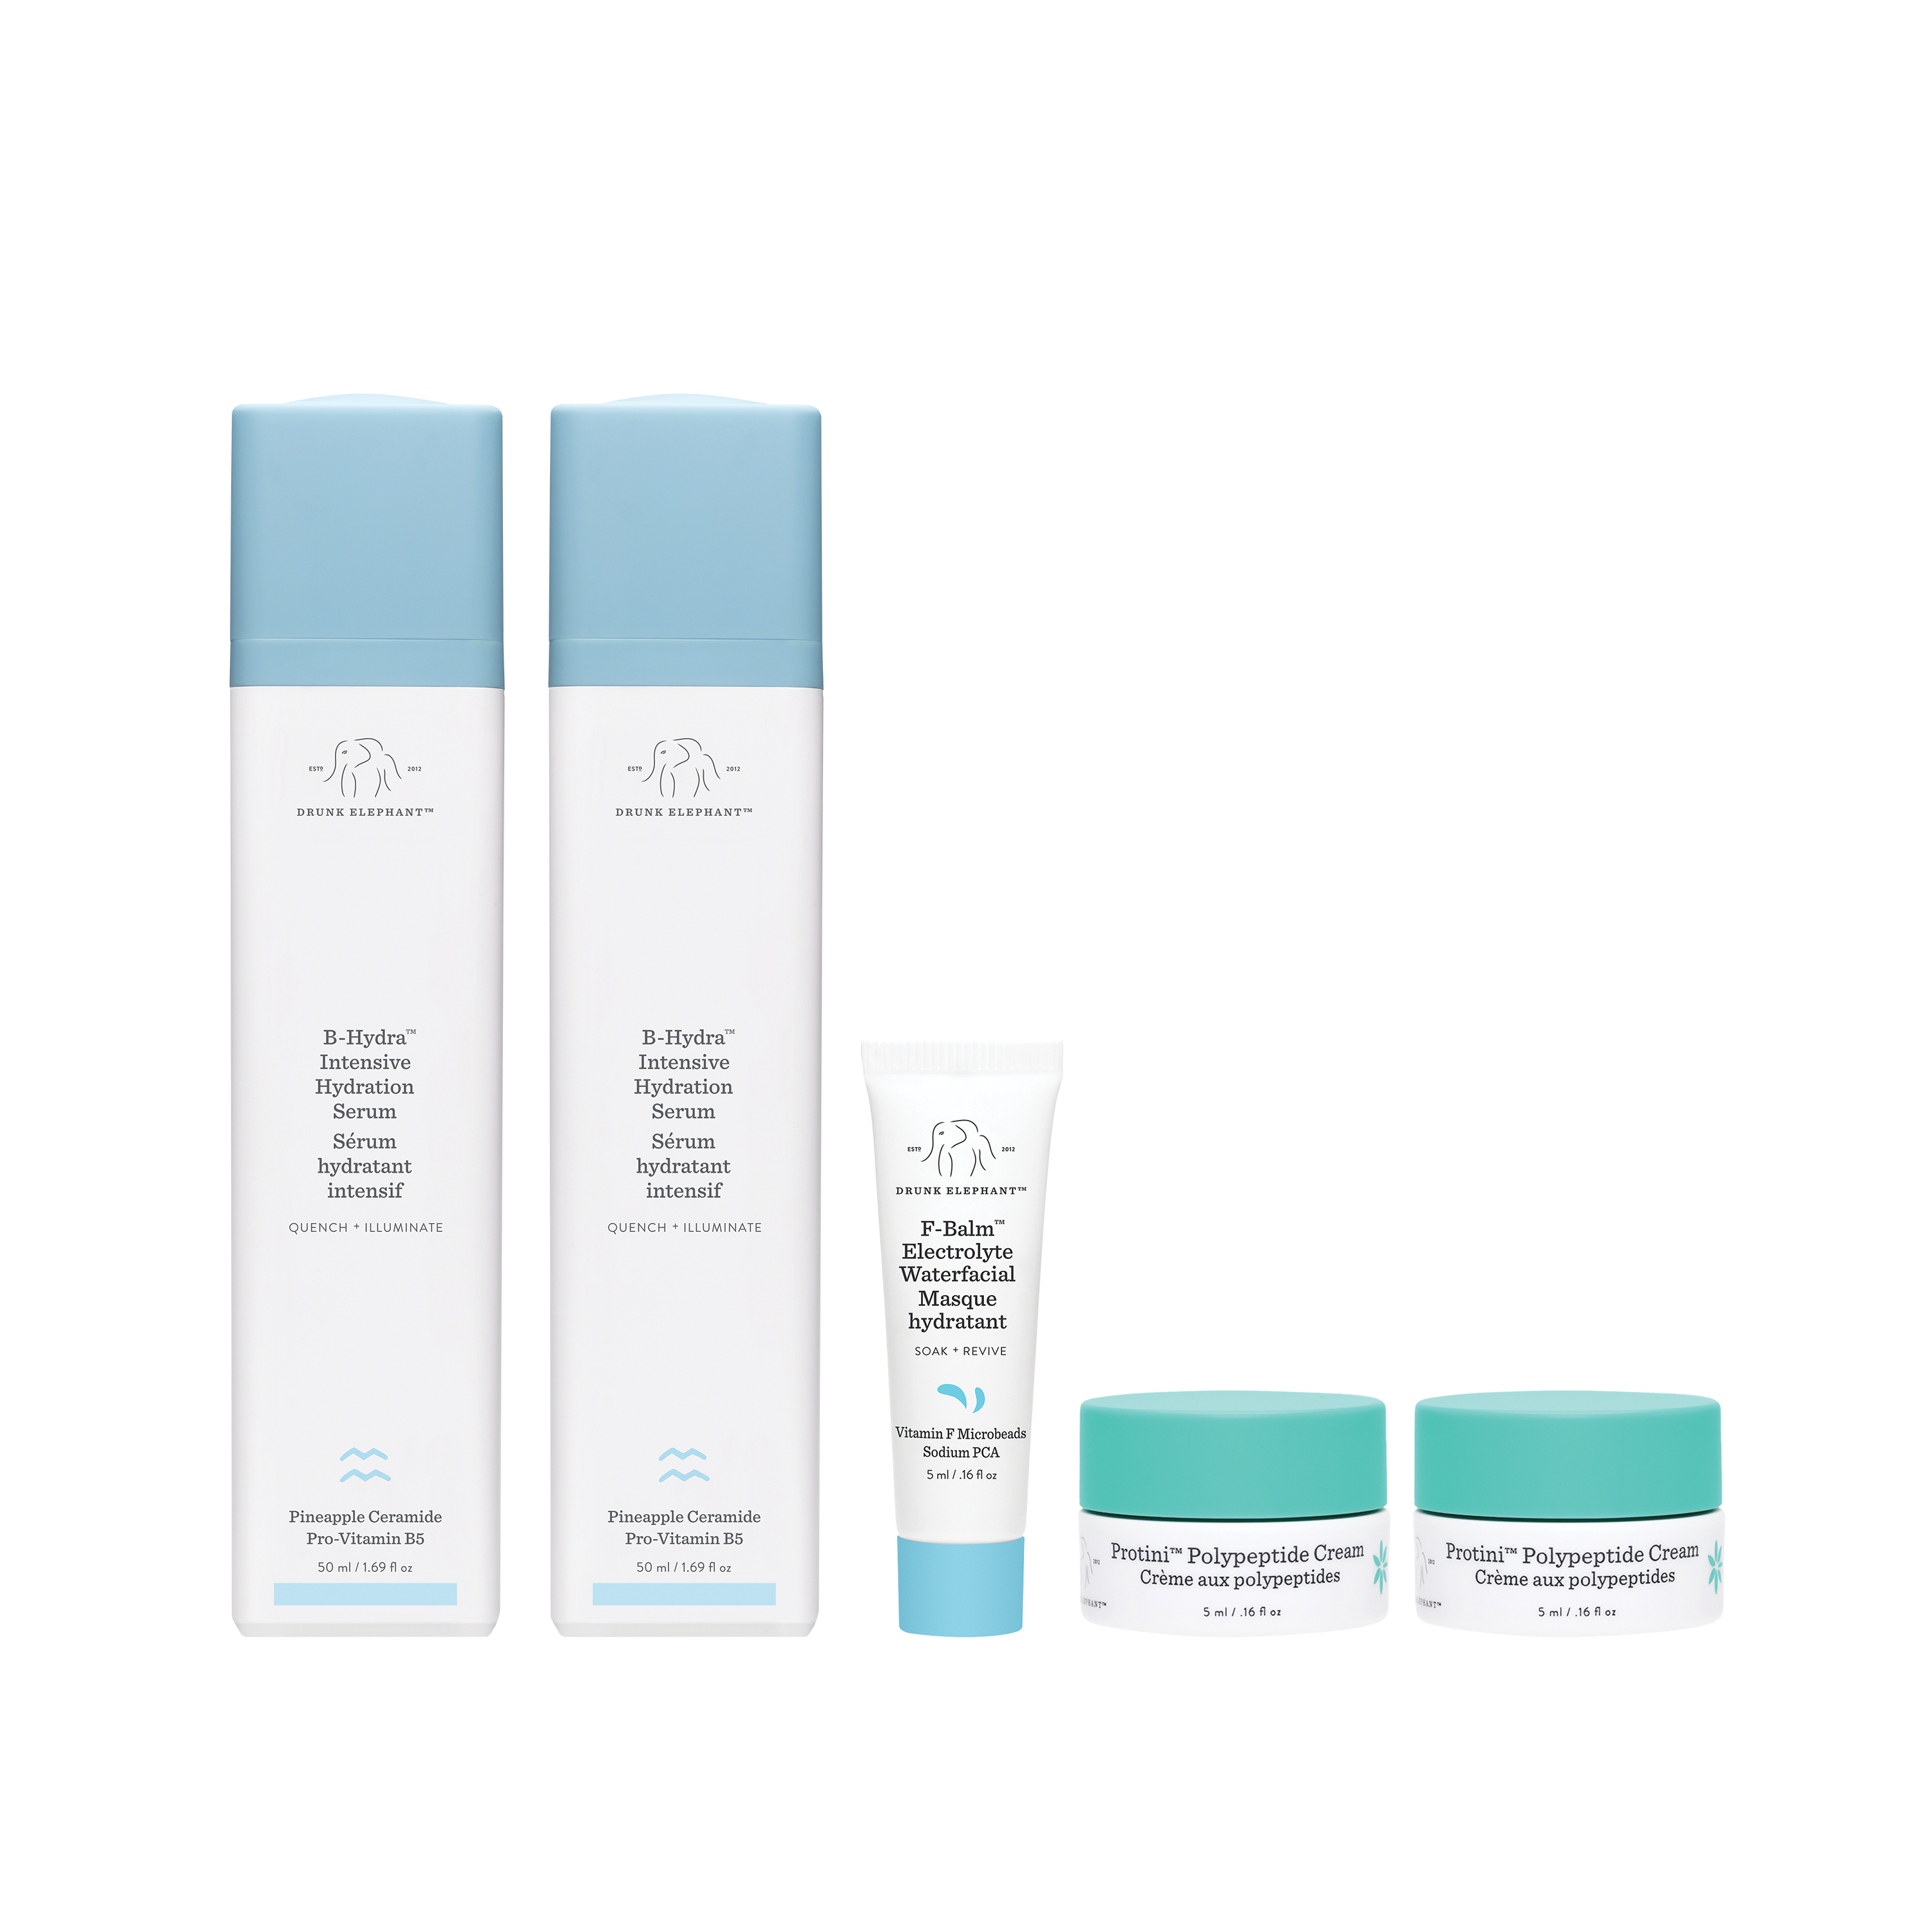 ESTD 2012
DRUNK ELEPHANT™
B-Hydra™
Intensive
Hydration
Serum
Sérum
hydratant
intensif
QUENCH + ILLUMINATE
Pineapple Ceramide
Pro-Vitamin B5
50 ml / 1.69 fl oz
ESTD 2012
DRUNK ELEPHANT™
B-Hydra™
Intensive
Hydration
Serum
Sérum
hydratant
intensif
QUENCH + ILLUMINATE
Pineapple Ceramide
Pro-Vitamin B5
50 ml / 1.69 fl oz
ESTD 2012
DRUNK ELEPHANT™
F-Balm™
Electrolyte
Waterfacial
Masque
hydratant
SOAK + REVIVE
Vitamin F Microbeads
Sodium PCA
5 ml / .16 fl oz
Protini™ Polypeptide Cream
Crème aux polypeptides
5 ml / .16 fl oz
Protini™ Polypeptide Cream
Crème aux polypeptides
5 ml / .16 fl oz